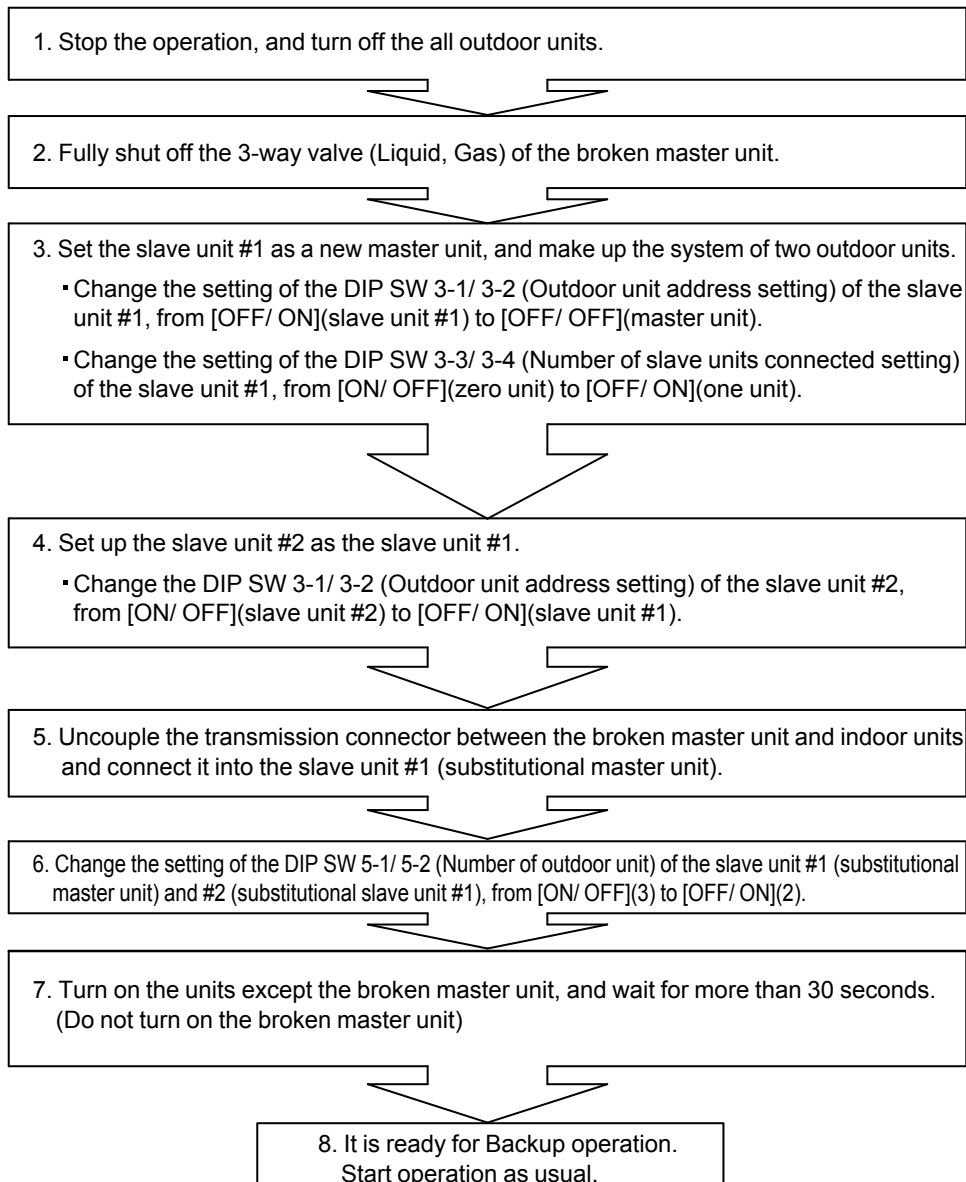 1. Stop the operation, and turn off the all outdoor units.
2. Fully shut off the 3-way valve (Liquid, Gas) of the broken master unit.
3. Set the slave unit #1 as a new master unit, and make up the system of two outdoor units.
▪ Change the setting of the DIP SW 3-1/ 3-2 (Outdoor unit address setting) of the slave
unit #1, from [OFF/ ON](slave unit #1) to [OFF/ OFF](master unit).
▪ Change the setting of the DIP SW 3-3/ 3-4 (Number of slave units connected setting)
of the slave unit #1, from [ON/ OFF](zero unit) to [OFF/ ON](one unit).
4. Set up the slave unit #2 as the slave unit #1.
▪ Change the DIP SW 3-1/ 3-2 (Outdoor unit address setting) of the slave unit #2,
from [ON/ OFF](slave unit #2) to [OFF/ ON](slave unit #1).
5. Uncouple the transmission connector between the broken master unit and indoor units
and connect it into the slave unit #1 (substitutional master unit).
6. Change the setting of the DIP SW 5-1/ 5-2 (Number of outdoor unit) of the slave unit #1 (substitutional
master unit) and #2 (substitutional slave unit #1), from [ON/ OFF](3) to [OFF/ ON](2).
7. Turn on the units except the broken master unit, and wait for more than 30 seconds.
(Do not turn on the broken master unit)
8. It is ready for Backup operation.
Start operation as usual.